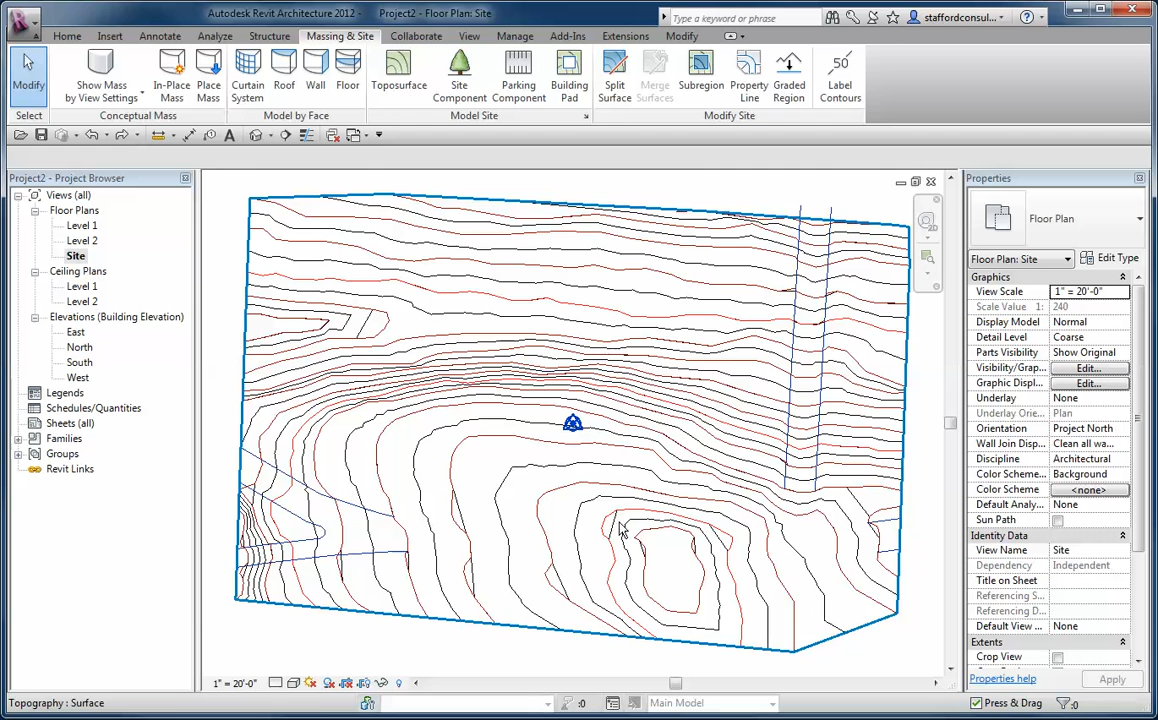 Autodesk Revit Architecture 2012 - Project2 - Floor Plan: Site
Type a keyword or phrase
staffordconsul...
Home Insert Annotate Analyze Structure Massing & Site Collaborate View Manage Add-Ins Extensions Modify
Modify
Show Mass
by View Settings
In-Place
Mass
Place
Mass
Curtain
System
Roof
Wall
Floor
Toposurface
Site
Component
Parking
Component
Building
Pad
Split
Surface
Merge
Surfaces
Subregion
Property
Line
Graded
Region
50
Label
Contours
Select Conceptual Mass Model by Face Model Site Modify Site
A
Project2 - Project Browser
Views (all)
Floor Plans
Level 1
Level 2
Site
Ceiling Plans
Level 1
Level 2
Elevations (Building Elevation)
East
North
South
West
Legends
Schedules/Quantities
Sheets (all)
Families
Groups
Revit Links
2D
Properties
Floor Plan
Floor Plan: Site Edit Type
Graphics
View Scale 1" = 20'-0"
Scale Value 1: 240
Display Model Normal
Detail Level Coarse
Parts Visibility Show Original
Visibility/Grap... Edit...
Graphic Displ... Edit...
Underlay None
Underlay Orie... Plan
Orientation Project North
Wall Join Disp... Clean all wa...
Discipline Architectural
Color Scheme... Background
Color Scheme <none>
Default Analy... None
Sun Path
Identity Data
View Name Site
Dependency Independent
Title on Sheet
Referencing S...
Referencing D...
Default View ... None
Extents
Crop View
Properties help Apply
1" = 20'-0"
Topography : Surface :0 Main Model Press & Drag :0